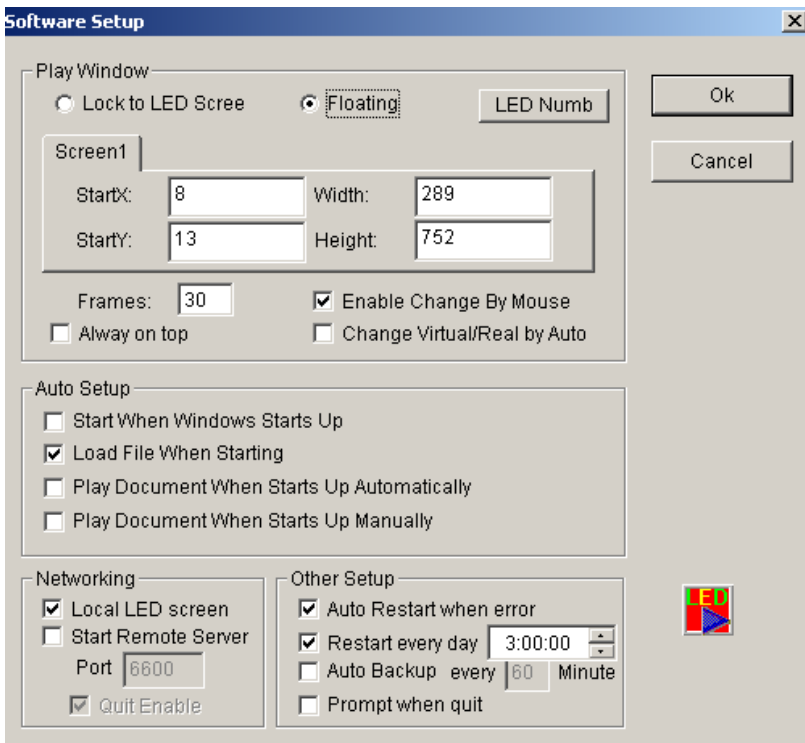 Software Setup
Play Window
Lock to LED Scree Floating LED Numb
Ok
Screen1
Cancel
StartX: 8 Width: 289
StartY: 13 Height: 752
Frames: 30 Enable Change By Mouse
Alway on top Change Virtual/Real by Auto
Auto Setup
Start When Windows Starts Up
Load File When Starting
Play Document When Starts Up Automatically
Play Document When Starts Up Manually
Networking
Local LED screen
Start Remote Server
Port 6600
Quit Enable
Other Setup
Auto Restart when error
Restart every day 3:00:00
Auto Backup every 60 Minute
Prompt when quit
LED